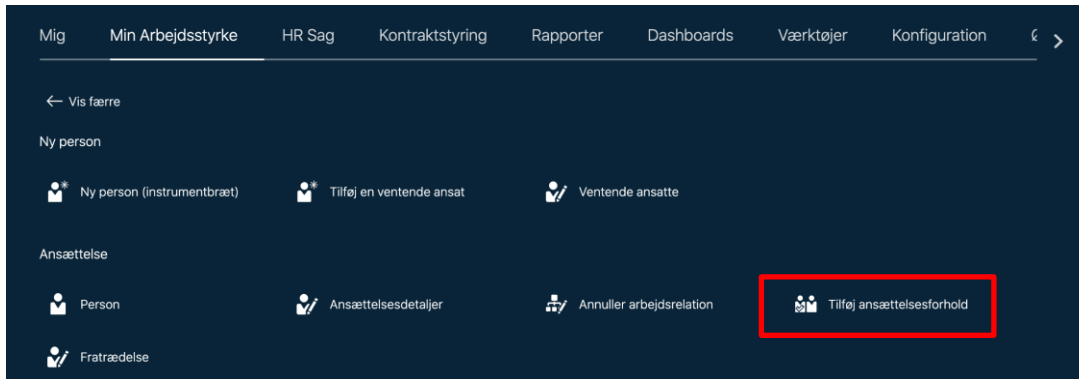 Mig Min Arbejdsstyrke HR Sag Kontraktstyring Rapporter Dashboards Værktøjer Konfiguration
Vis færre
Ny person
Ny person (instrumentbræt) Tilføj en ventende ansat Ventende ansatte
Ansættelse
Person Ansættelsesdetaljer Annuller arbejdsrelation Tilføj ansættelsesforhold
Fratrædelse